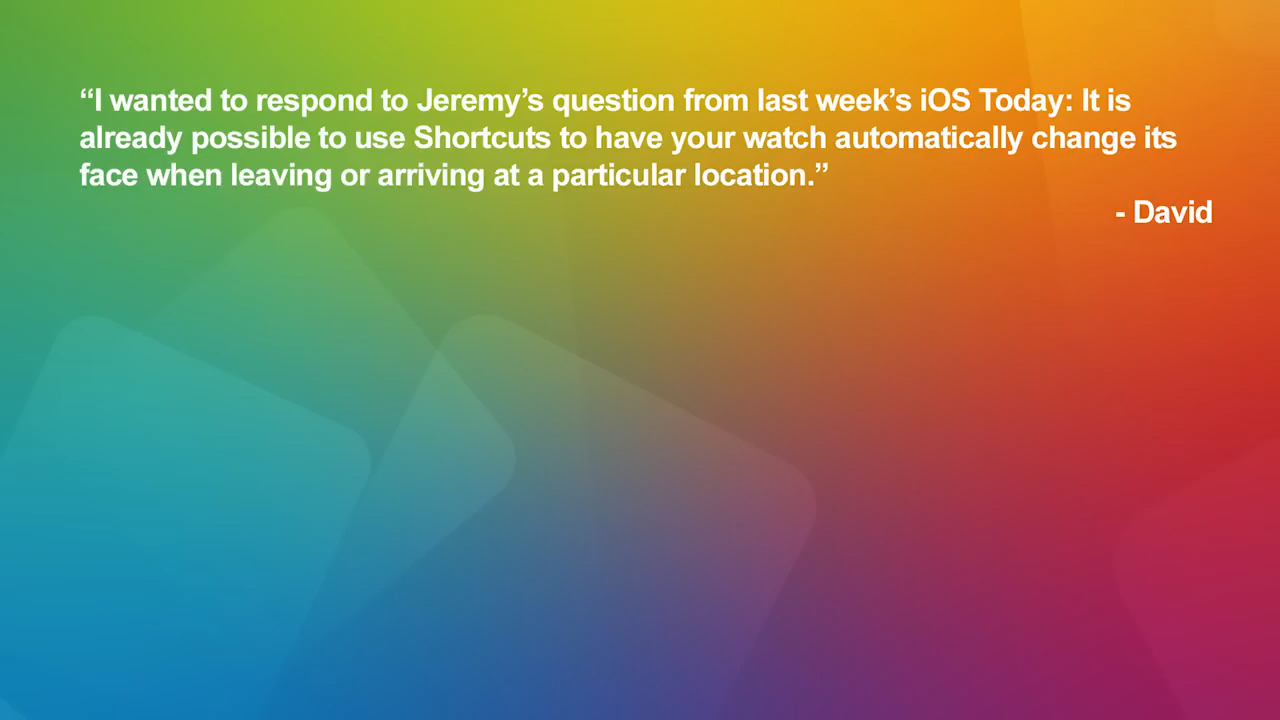 “I wanted to respond to Jeremy’s question from last week’s iOS Today: It is
already possible to use Shortcuts to have your watch automatically change its
face when leaving or arriving at a particular location.”
- David